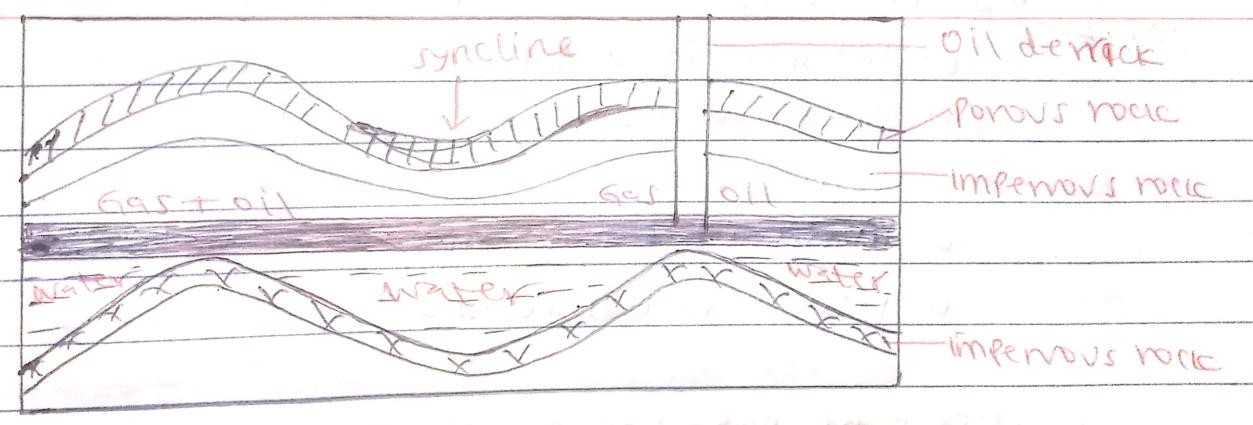 syncline
Oil derrick
Porous rock
impervous rock
Gas + oil
Gas
oil
water
water
water
impervous rock